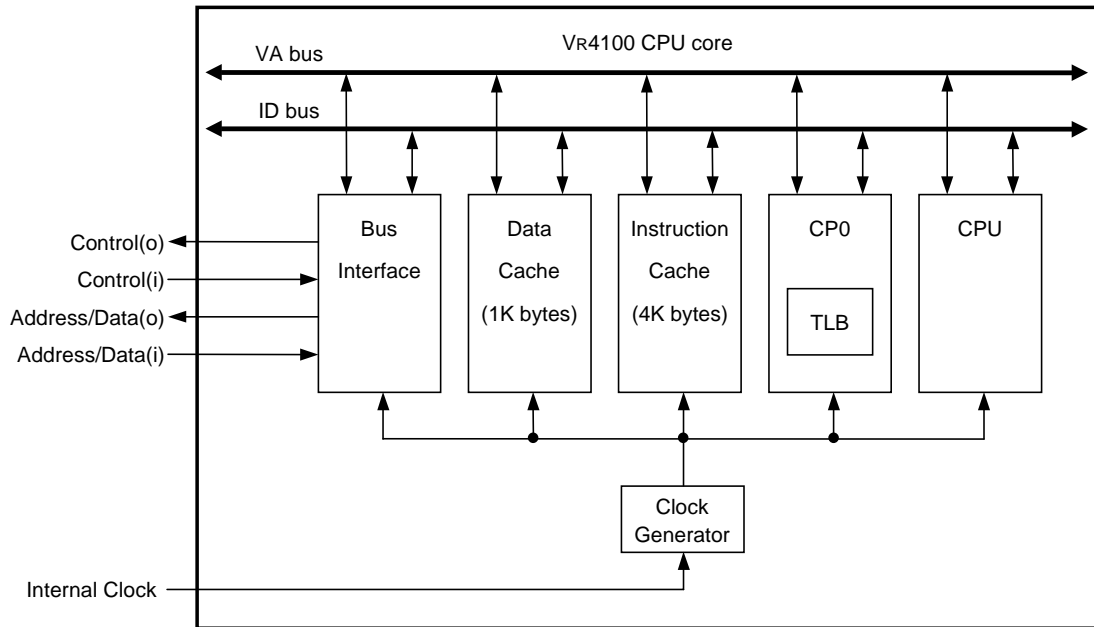 VR4100 CPU core
VA bus
ID bus
Control(o)
Control(i)
Address/Data(o)
Address/Data(i)
Bus
Interface
Data
Cache
(1K bytes)
Instruction
Cache
(4K bytes)
CP0
TLB
CPU
Clock
Generator
Internal Clock